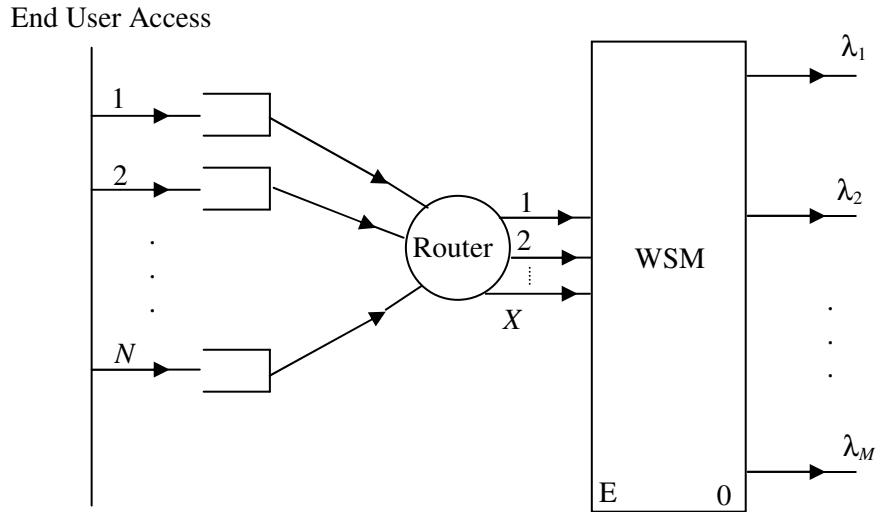 End User Access
1
2
N
Router
1
2
X
WSM
E
0
λ1
λ2
λM